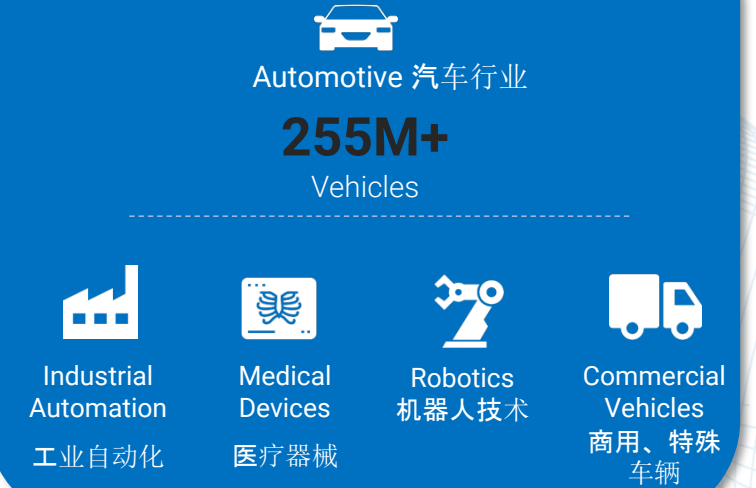 Automotive 汽车行业
255M+
Vehicles
Industrial
Automation
工业自动化
Medical
Devices
医疗器械
Robotics
机器人技术
Commercial
Vehicles
商用、特殊
车辆